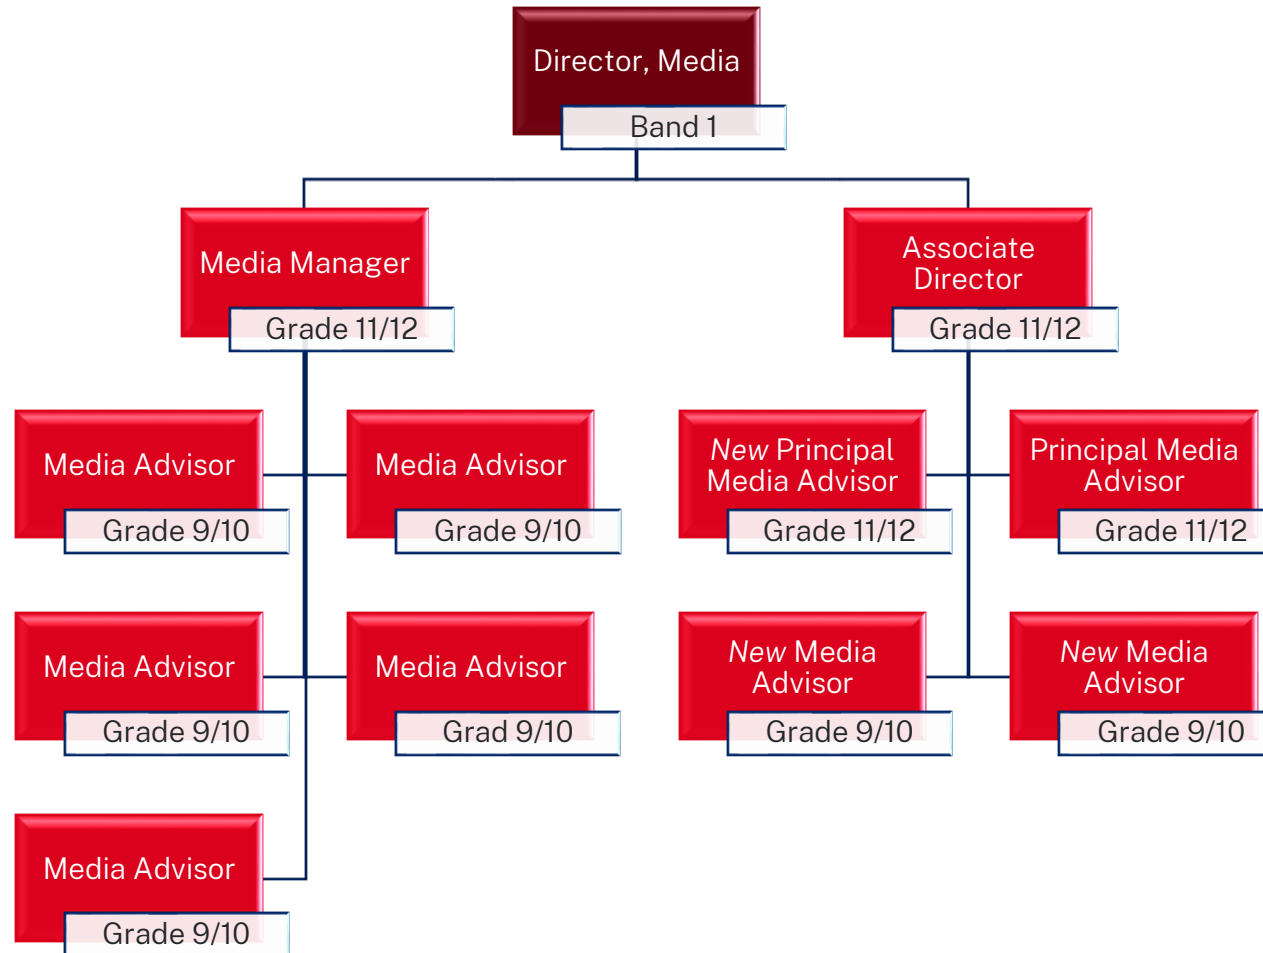 Director, Media
Band 1
Media Manager
Grade 11/12
Associate
Director
Grade 11/12
Media Advisor
Grade 9/10
Media Advisor
Grade 9/10
New Principal
Media Advisor
Grade 11/12
Principal Media
Advisor
Grade 11/12
Media Advisor
Grade 9/10
Media Advisor
Grad 9/10
New Media
Advisor
Grade 9/10
New Media
Advisor
Grade 9/10
Media Advisor
Grade 9/10